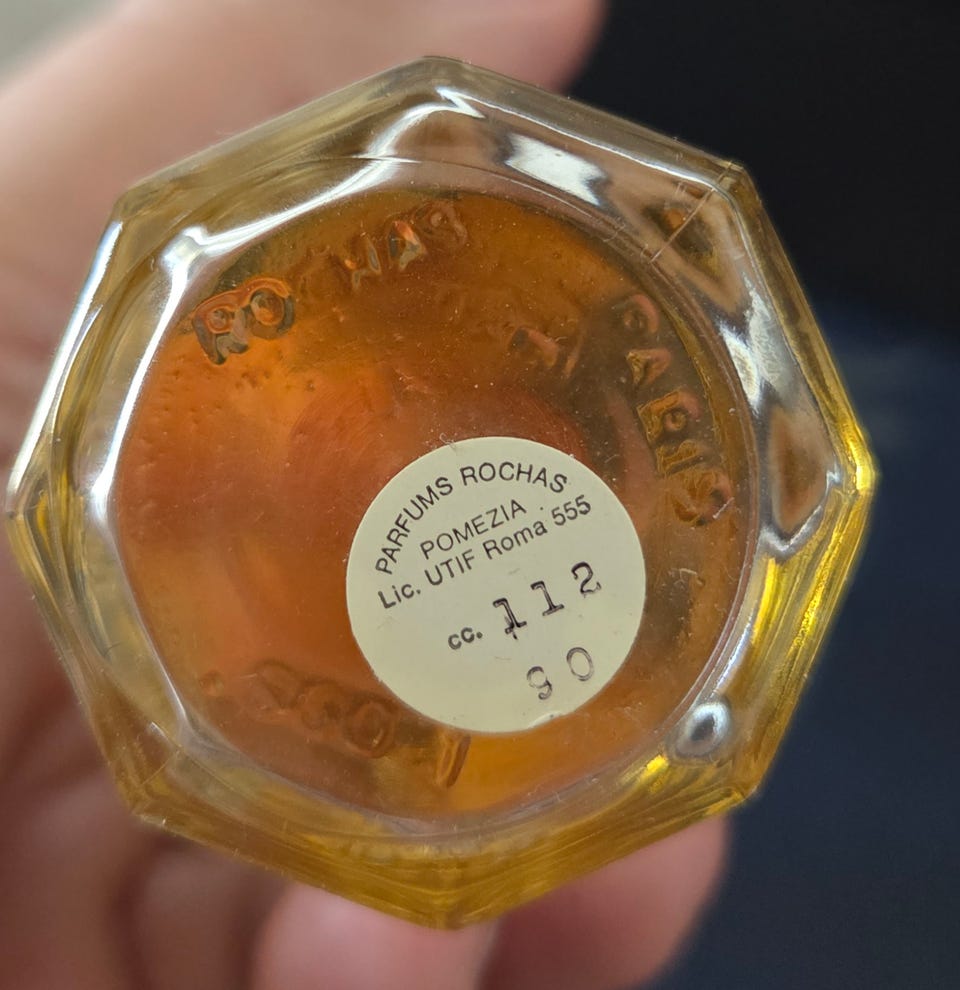 ROCHAS
PARIS
PARFUMS ROCHAS
POMEZIA
Lic. UTIF Roma 555
cc. 112
90